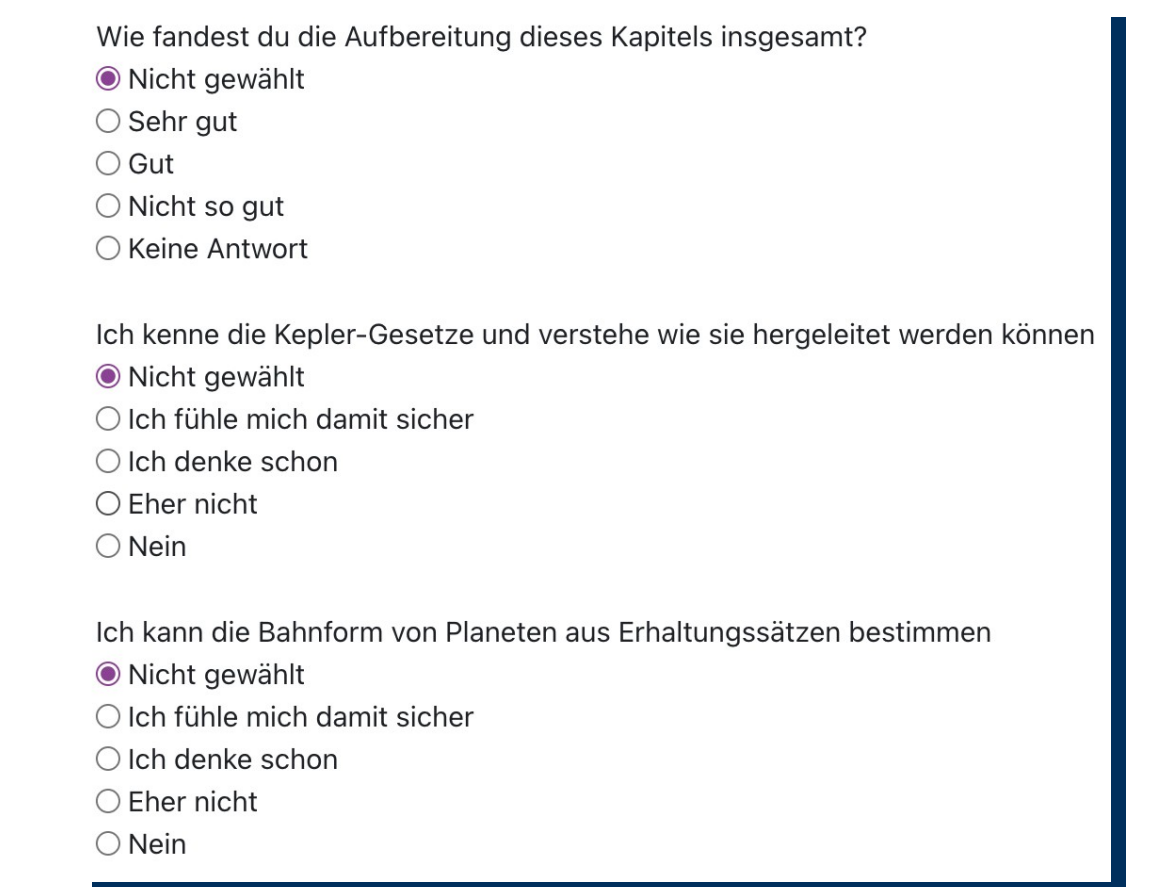 Wie fandest du die Aufbereitung dieses Kapitels insgesamt?
Nicht gewählt
Sehr gut
Gut
Nicht so gut
Keine Antwort
Ich kenne die Kepler-Gesetze und verstehe wie sie hergeleitet werden können
Nicht gewählt
Ich fühle mich damit sicher
Ich denke schon
Eher nicht
Nein
Ich kann die Bahnform von Planeten aus Erhaltungssätzen bestimmen
Nicht gewählt
Ich fühle mich damit sicher
Ich denke schon
Eher nicht
Nein